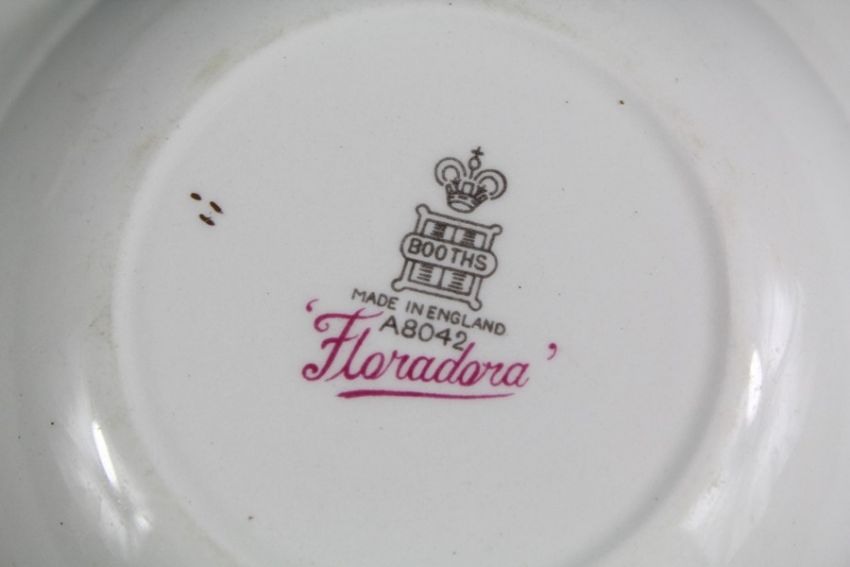 BOOTHS
MADE IN ENGLAND
A8042
'Floradora'